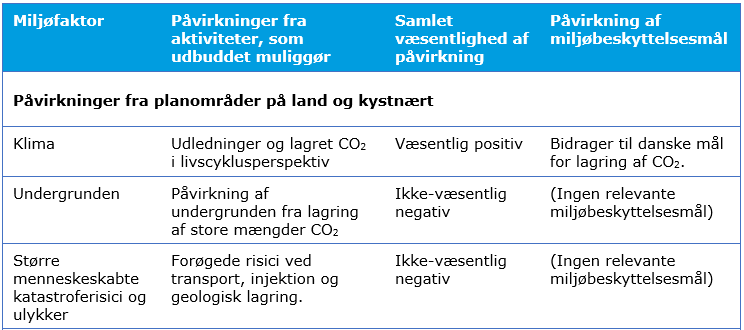 Miljøfaktor
Påvirkninger fra
aktiviteter, som
udbuddet muliggør
Samlet
væsentlighed af
påvirkning
Påvirkning af
miljøbeskyttelsesmål
Påvirkninger fra planområder på land og kystnært
Klima
Udledninger og lagret CO₂
i livscyklusperspektiv
Væsentlig positiv
Bidrager til danske mål
for lagring af CO₂.
Undergrunden
Påvirkning af
undergrunden fra lagring
af store mængder CO₂
Ikke-væsentlig
negativ
(Ingen relevante
miljøbeskyttelsesmål)
Større
menneskeskabte
katastroferisici og
ulykker
Forøgede risici ved
transport, injektion og
geologisk lagring.
Ikke-væsentlig
negativ
(Ingen relevante
miljøbeskyttelsesmål)